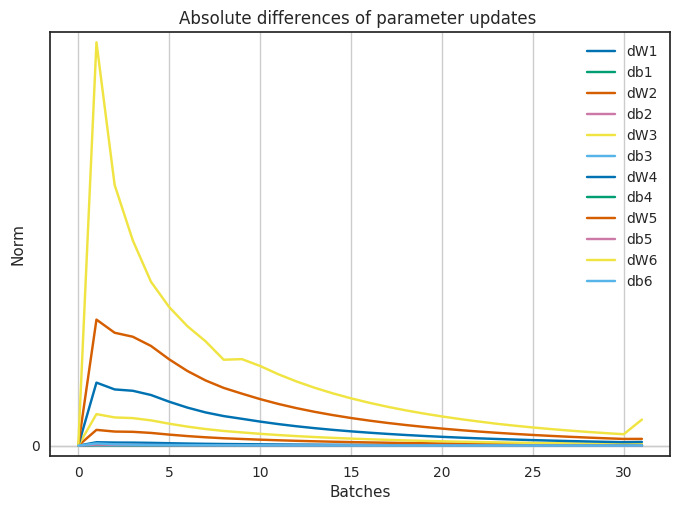 Absolute differences of parameter updates
Norm
0
dW1
db1
dW2
db2
dW3
db3
dW4
db4
dW5
db5
dW6
db6
0 5 10 15 20 25 30
Batches